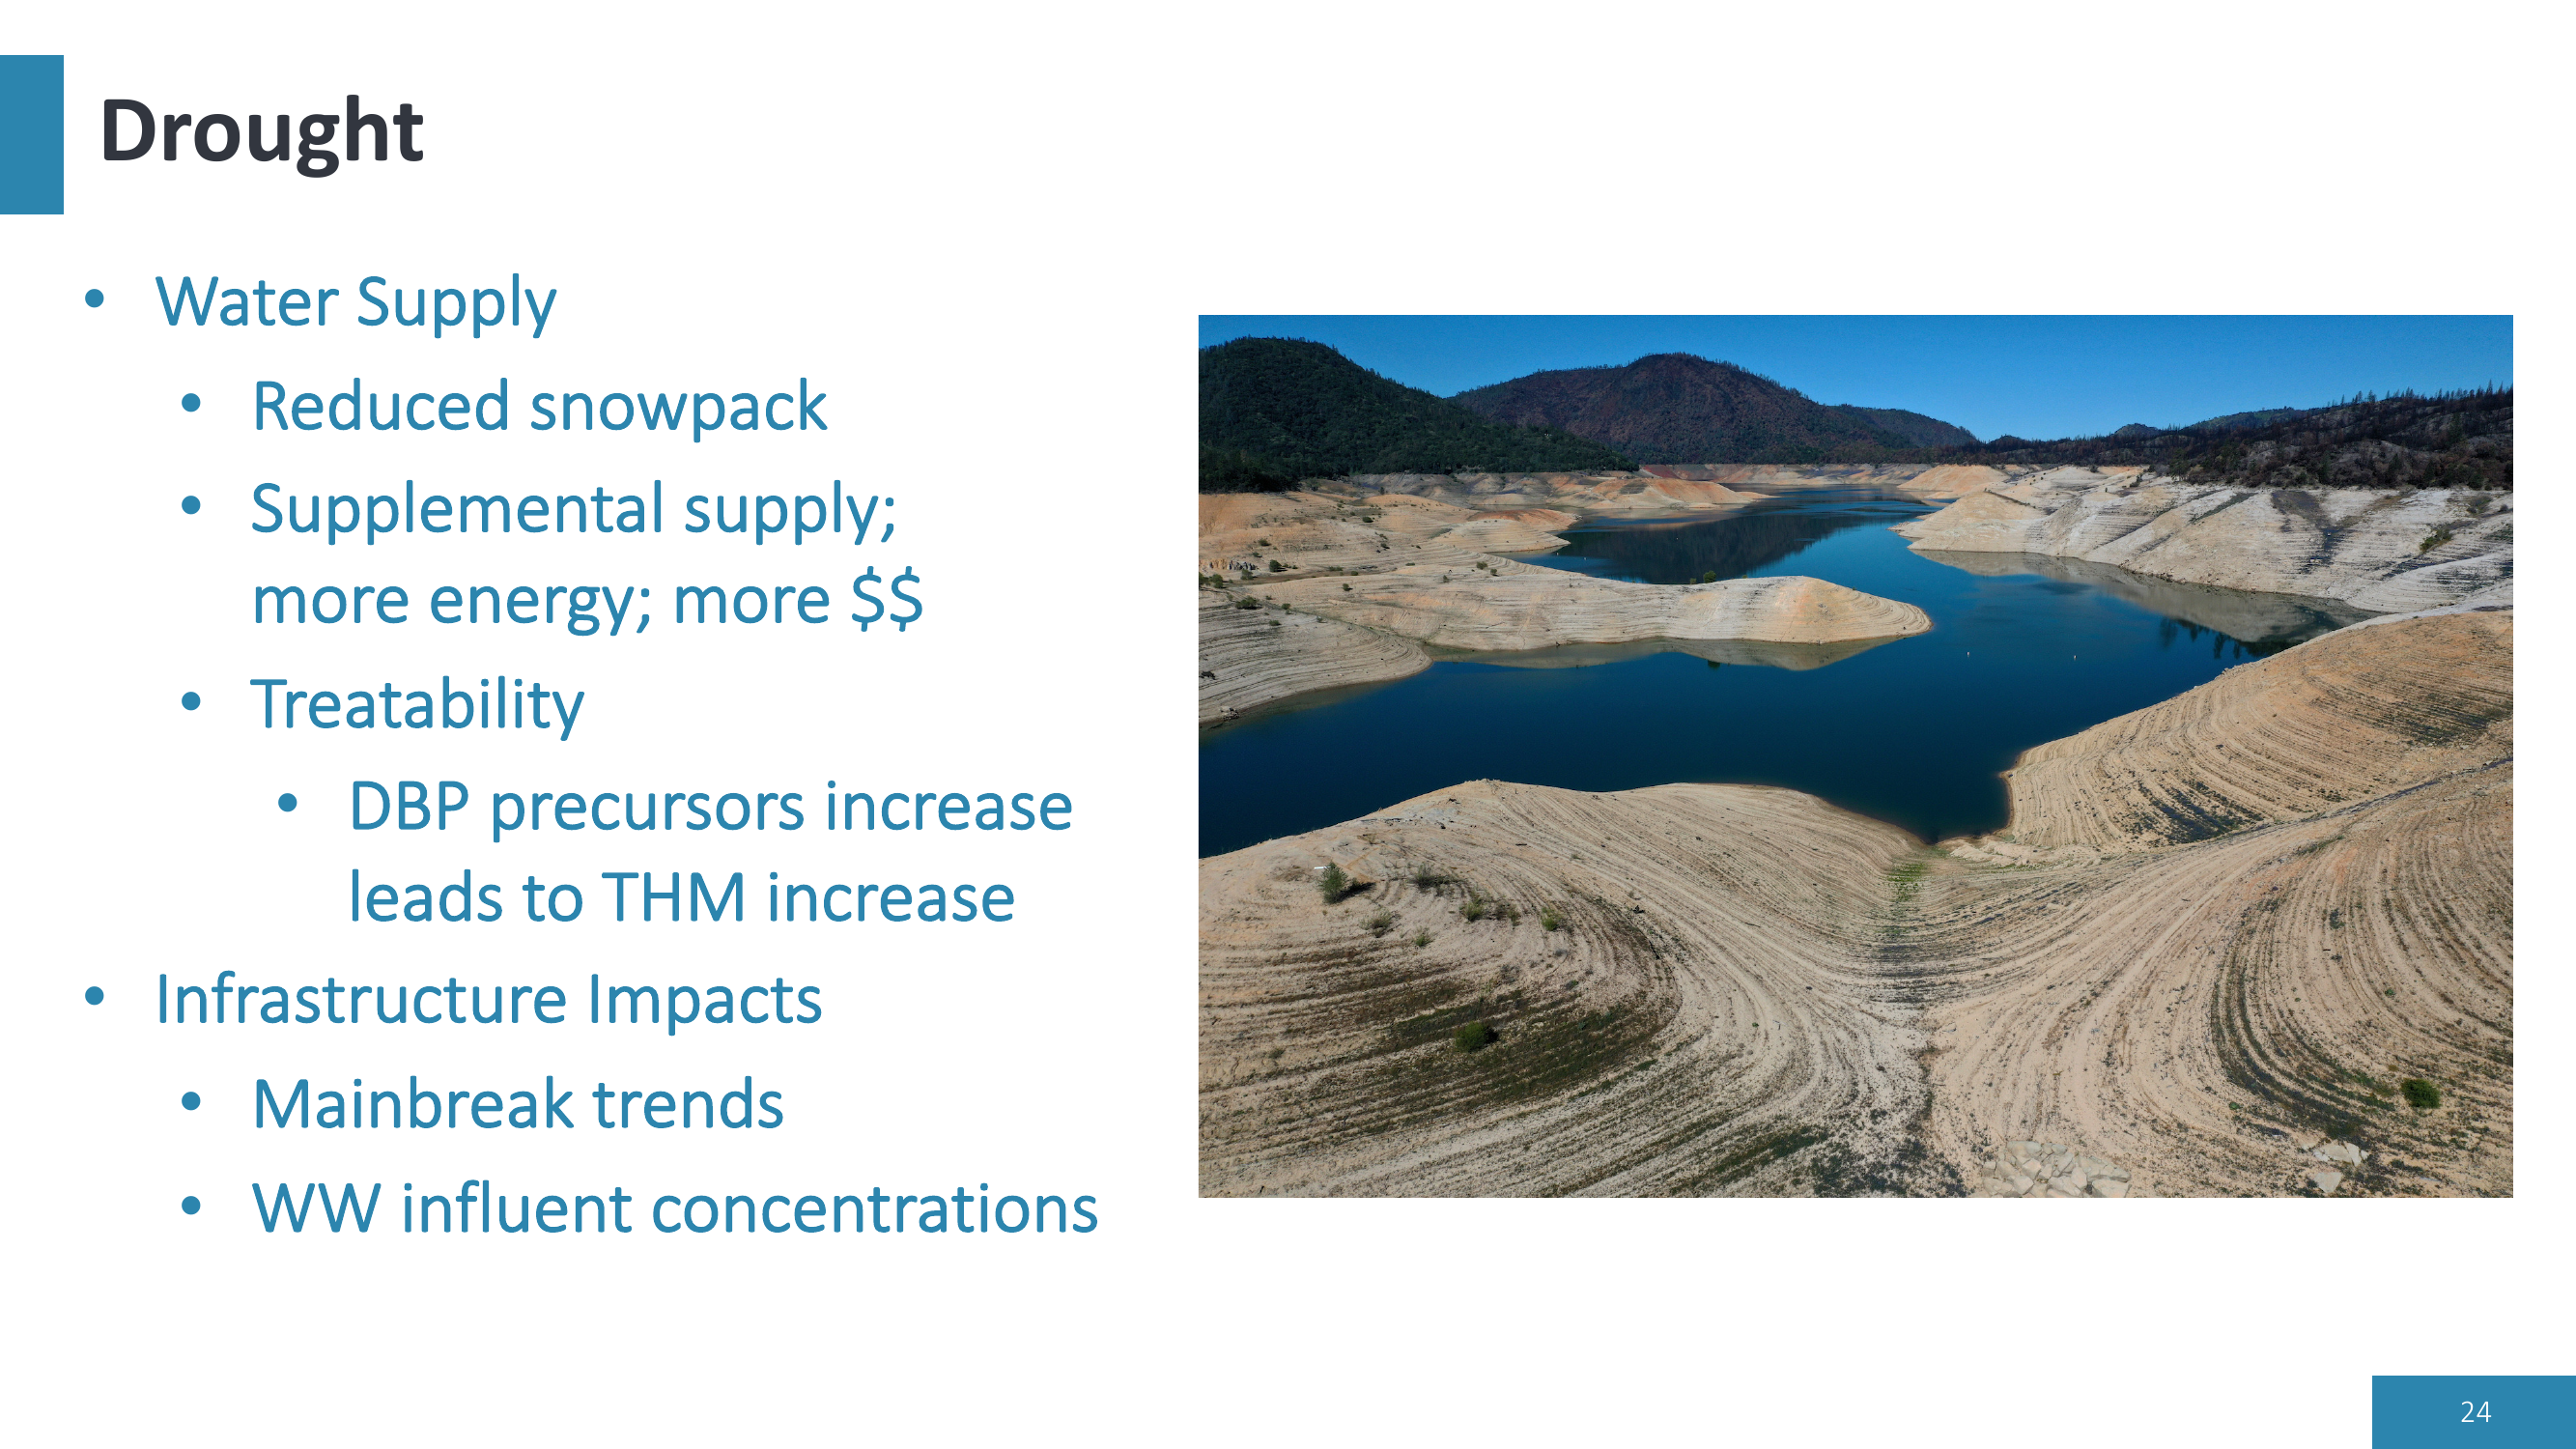 Drought
• Water Supply
• Reduced snowpack
• Supplemental supply;
more energy; more $$
• Treatability
• DBP precursors increase
leads to THM increase
• Infrastructure Impacts
• Mainbreak trends
• WW influent concentrations
24